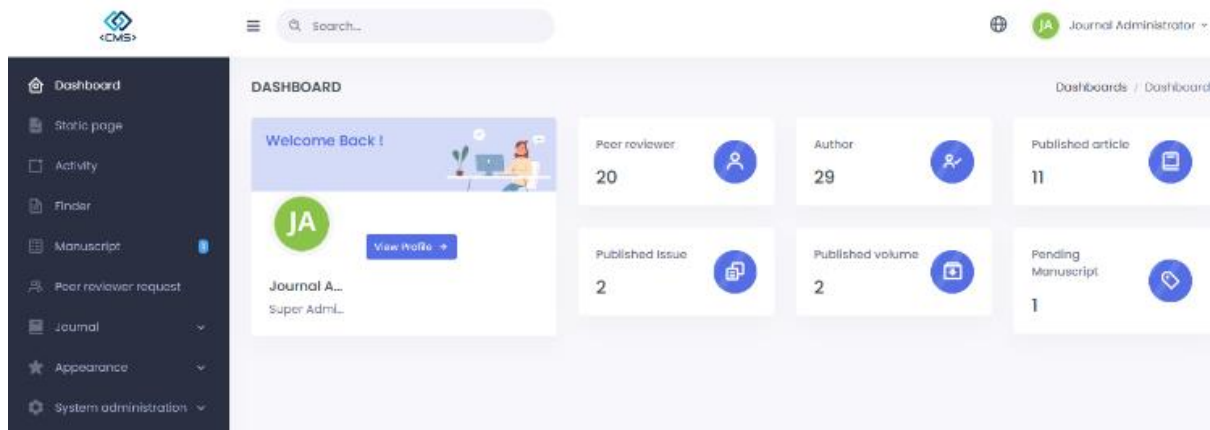 <CMS>
Search...
JA
Journal Administrator
Dashboard
Static page
Activity
Finder
Manuscript
Peer reviewer request
Journal
Appearance
System administration
DASHBOARD
Dashboards / Dashboard
Welcome Back !
JA
View Profile →
Journal A...
Super Admi...
Peer reviewer
20
Author
29
Published article
11
Published Issue
2
Published volume
2
Pending
Manuscript
1